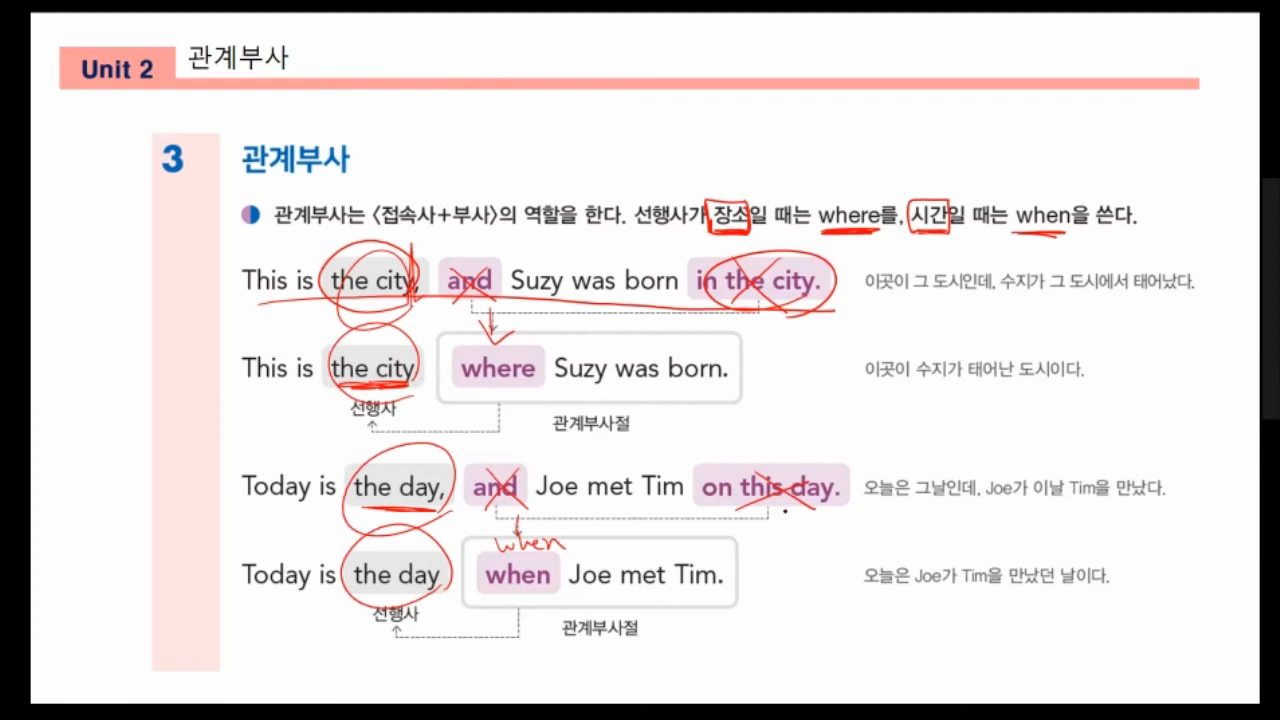 Unit 2 관계부사
3 관계부사
관계부사는 〈접속사+부사〉의 역할을 한다. 선행사가 장소일 때는 where를, 시간일 때는 when을 쓴다.
This is the city, and Suzy was born in the city. 이곳이 그 도시인데, 수지가 그 도시에서 태어났다.
This is the city where Suzy was born. 이곳이 수지가 태어난 도시이다.
선행사 관계부사절
Today is the day, and Joe met Tim on this day. 오늘은 그날인데, Joe가 이날 Tim을 만났다.
when
Today is the day when Joe met Tim. 오늘은 Joe가 Tim을 만났던 날이다.
선행사 관계부사절